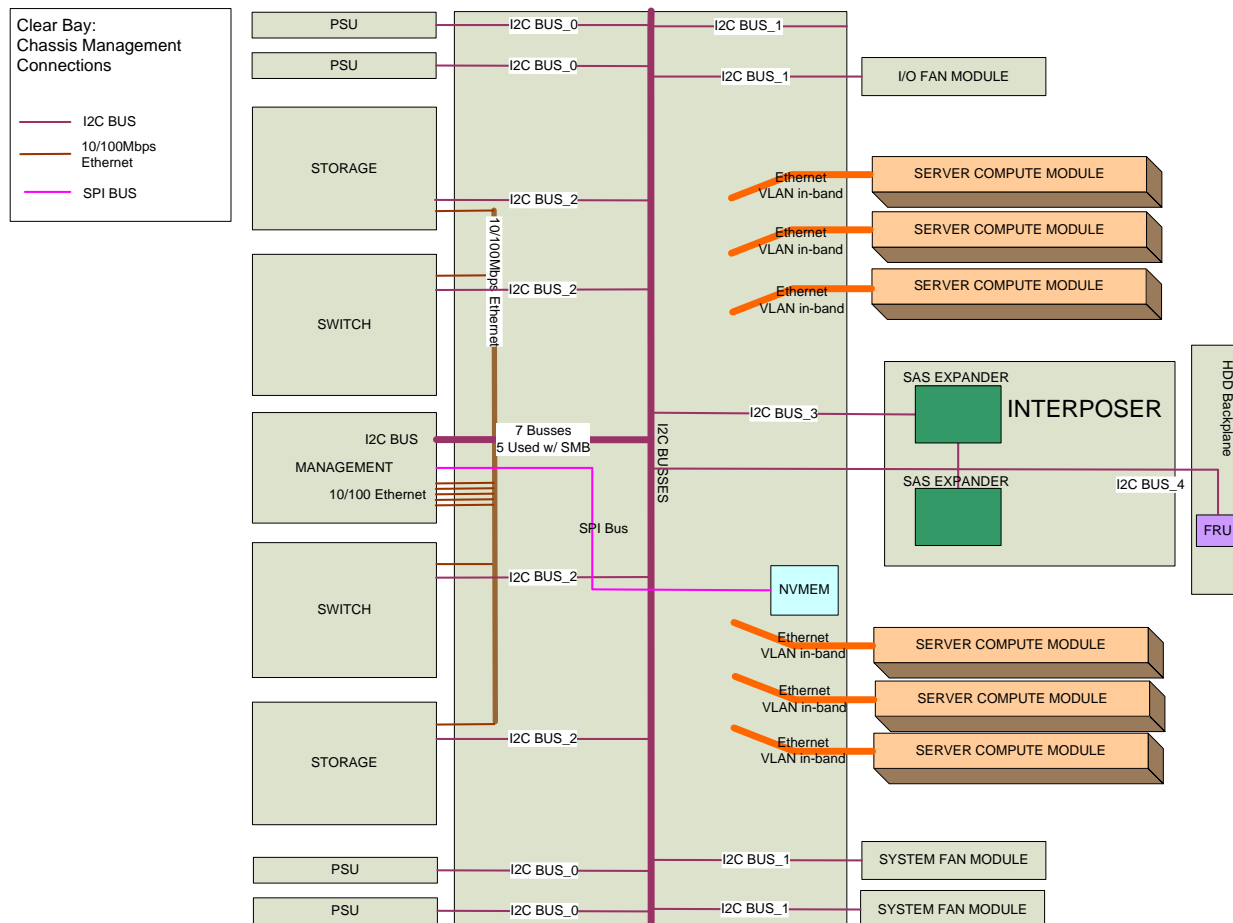 Clear Bay:
Chassis Management
Connections
I2C BUS
10/100Mbps
Ethernet
SPI BUS
PSU
I2C BUS_0
I2C BUS_1
PSU
I2C BUS_0
I2C BUS_1
I/O FAN MODULE
STORAGE
I2C BUS_2
Ethernet
VLAN in-band
SERVER COMPUTE MODULE
10/100Mbps Ethernet
Ethernet
VLAN in-band
SERVER COMPUTE MODULE
SWITCH
I2C BUS_2
Ethernet
VLAN in-band
SERVER COMPUTE MODULE
SAS EXPANDER
INTERPOSER
HDD Backplane
I2C BUS_3
I2C BUS
7 Busses
5 Used w/ SMB
I2C BUSSES
MANAGEMENT
10/100 Ethernet
SAS EXPANDER
I2C BUS_4
FRU
SPI Bus
SWITCH
I2C BUS_2
NVMEM
Ethernet
VLAN in-band
SERVER COMPUTE MODULE
Ethernet
VLAN in-band
SERVER COMPUTE MODULE
STORAGE
I2C BUS_2
Ethernet
VLAN in-band
SERVER COMPUTE MODULE
PSU
I2C BUS_0
I2C BUS_1
SYSTEM FAN MODULE
PSU
I2C BUS_0
I2C BUS_1
SYSTEM FAN MODULE